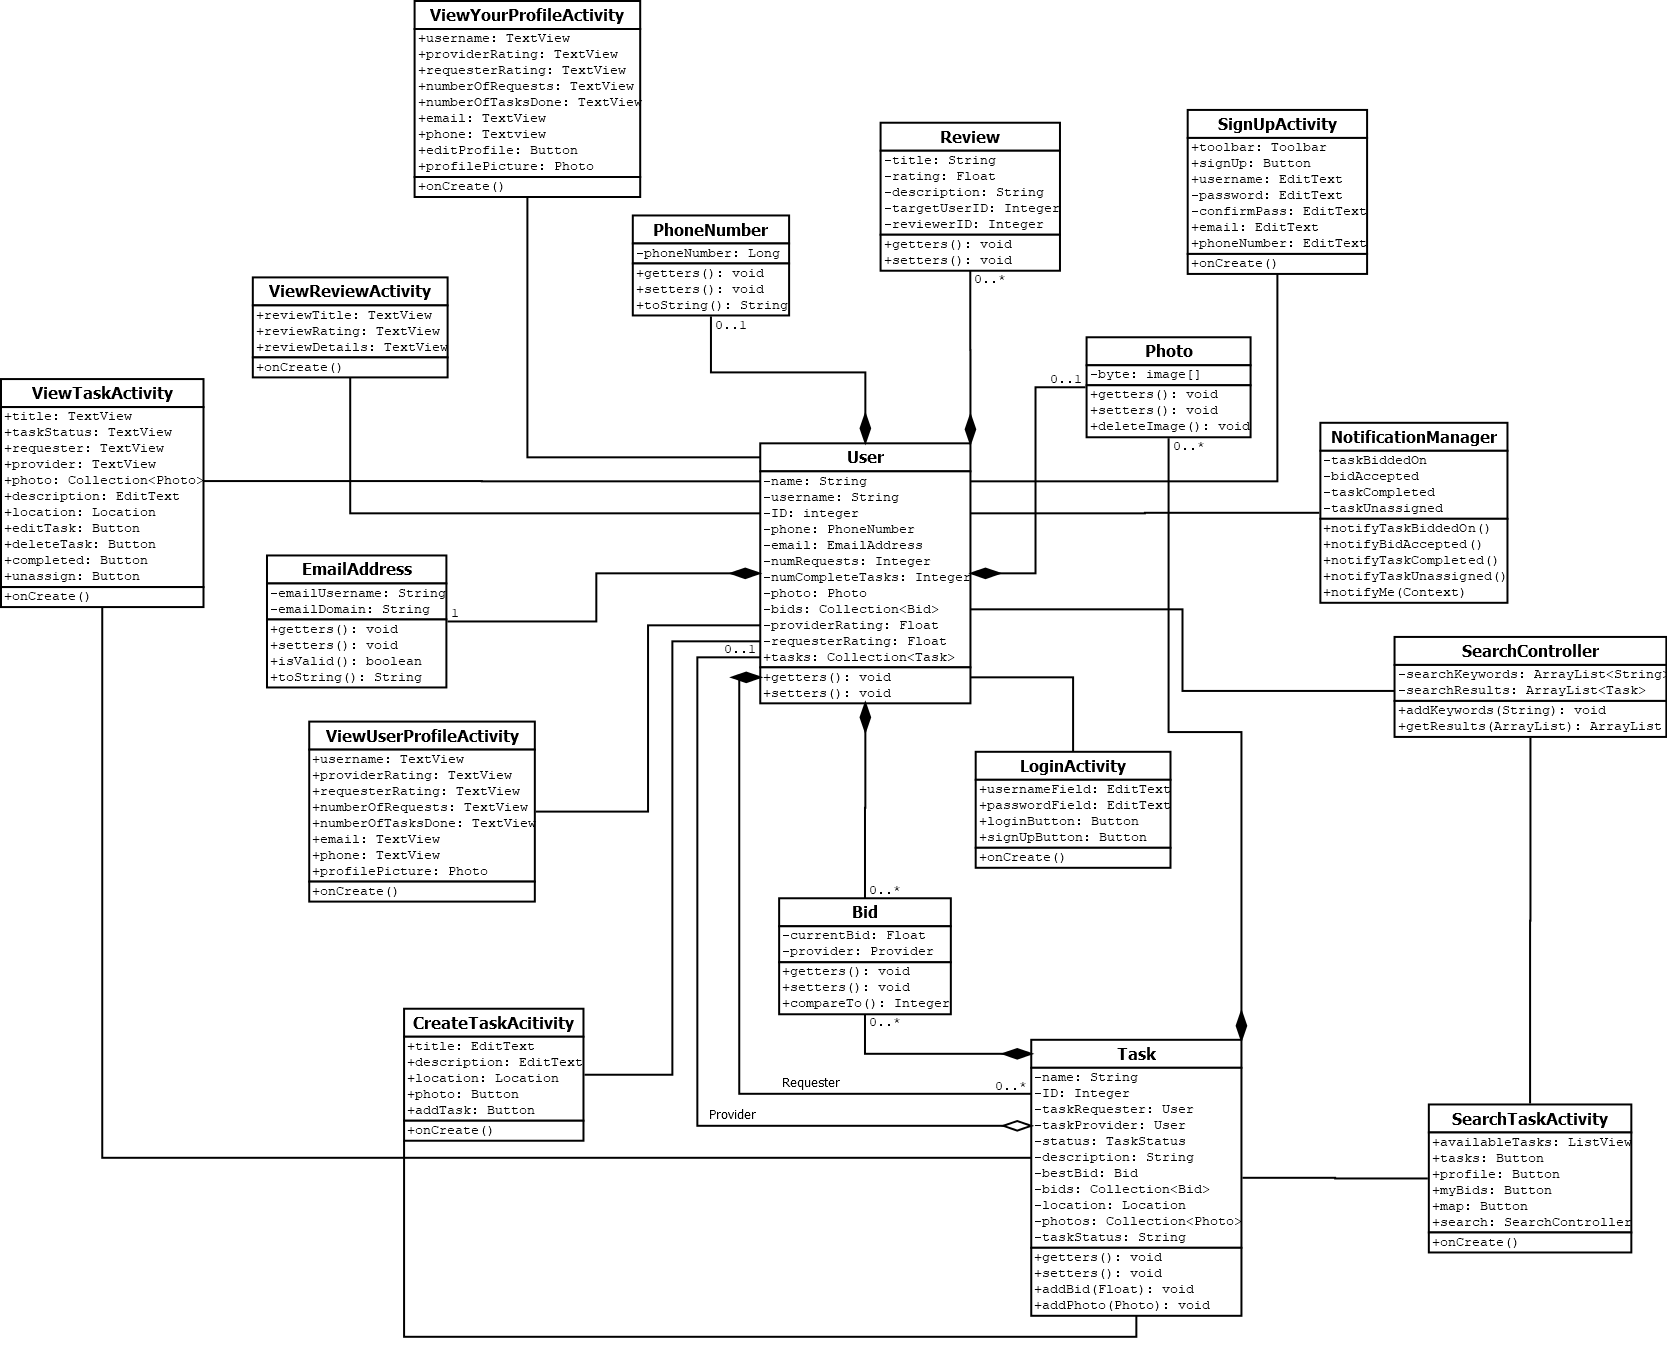 ViewYourProfileActivity
+username: TextView
+providerRating: TextView
+requesterRating: TextView
+numberOfRequests: TextView
+numberOfTasksDone: TextView
+email: TextView
+phone: Textview
+editProfile: Button
+profilePicture: Photo
+onCreate()
Review
-title: String
-rating: Float
-description: String
-targetUserID: Integer
-reviewerID: Integer
+getters(): void
+setters(): void
0..*
SignUpActivity
+toolbar: Toolbar
+signUp: Button
+username: EditText
-password: EditText
-confirmPass: EditText
+email: EditText
+phoneNumber: EditText
+onCreate()
PhoneNumber
-phoneNumber: Long
+getters(): void
+setters(): void
+toString(): String
0..1
ViewReviewActivity
+reviewTitle: TextView
+reviewRating: TextView
+reviewDetails: TextView
+onCreate()
Photo
-byte: image[]
+getters(): void
+setters(): void
+deleteImage(): void
0..1
0..*
ViewTaskActivity
+title: TextView
+taskStatus: TextView
+requester: TextView
+provider: TextView
+photo: Collection<Photo>
+description: EditText
+location: Location
+editTask: Button
+deleteTask: Button
+completed: Button
+unassign: Button
+onCreate()
NotificationManager
-taskBiddedOn
-bidAccepted
-taskCompleted
-taskUnassigned
+notifyTaskBiddedOn()
+notifyBidAccepted()
+notifyTaskCompleted()
+notifyTaskUnassigned()
+notifyMe(Context)
User
-name: String
-username: String
-ID: integer
-phone: PhoneNumber
-email: EmailAddress
-numRequests: Integer
-numCompleteTasks: Integer
-photo: Photo
-bids: Collection<Bid>
-providerRating: Float
-requesterRating: Float
+tasks: Collection<Task>
+getters(): void
+setters(): void
0..1
EmailAddress
-emailUsername: String
-emailDomain: String
+getters(): void
+setters(): void
+isValid(): boolean
+toString(): String
1
SearchController
-searchKeywords: ArrayList<String>
-searchResults: ArrayList<Task>
+addKeywords(String): void
+getResults(ArrayList): ArrayList
ViewUserProfileActivity
+username: TextView
+providerRating: TextView
+requesterRating: TextView
+numberOfRequests: TextView
+numberOfTasksDone: TextView
+email: TextView
+phone: TextView
+profilePicture: Photo
+onCreate()
LoginActivity
+usernameField: EditText
+passwordField: EditText
+loginButton: Button
+signUpButton: Button
+onCreate()
0..*
Bid
-currentBid: Float
-provider: Provider
+getters(): void
+setters(): void
+compareTo(): Integer
0..*
CreateTaskAcitivity
+title: EditText
+description: EditText
+location: Location
+photo: Button
+addTask: Button
+onCreate()
Requester
0..*
Provider
Task
-name: String
-ID: Integer
-taskRequester: User
-taskProvider: User
-status: TaskStatus
-description: String
-bestBid: Bid
-bids: Collection<Bid>
-location: Location
-photos: Collection<Photo>
-taskStatus: String
+getters(): void
+setters(): void
+addBid(Float): void
+addPhoto(Photo): void
SearchTaskActivity
+availableTasks: ListView
+tasks: Button
+profile: Button
+myBids: Button
+map: Button
+search: SearchController
+onCreate()